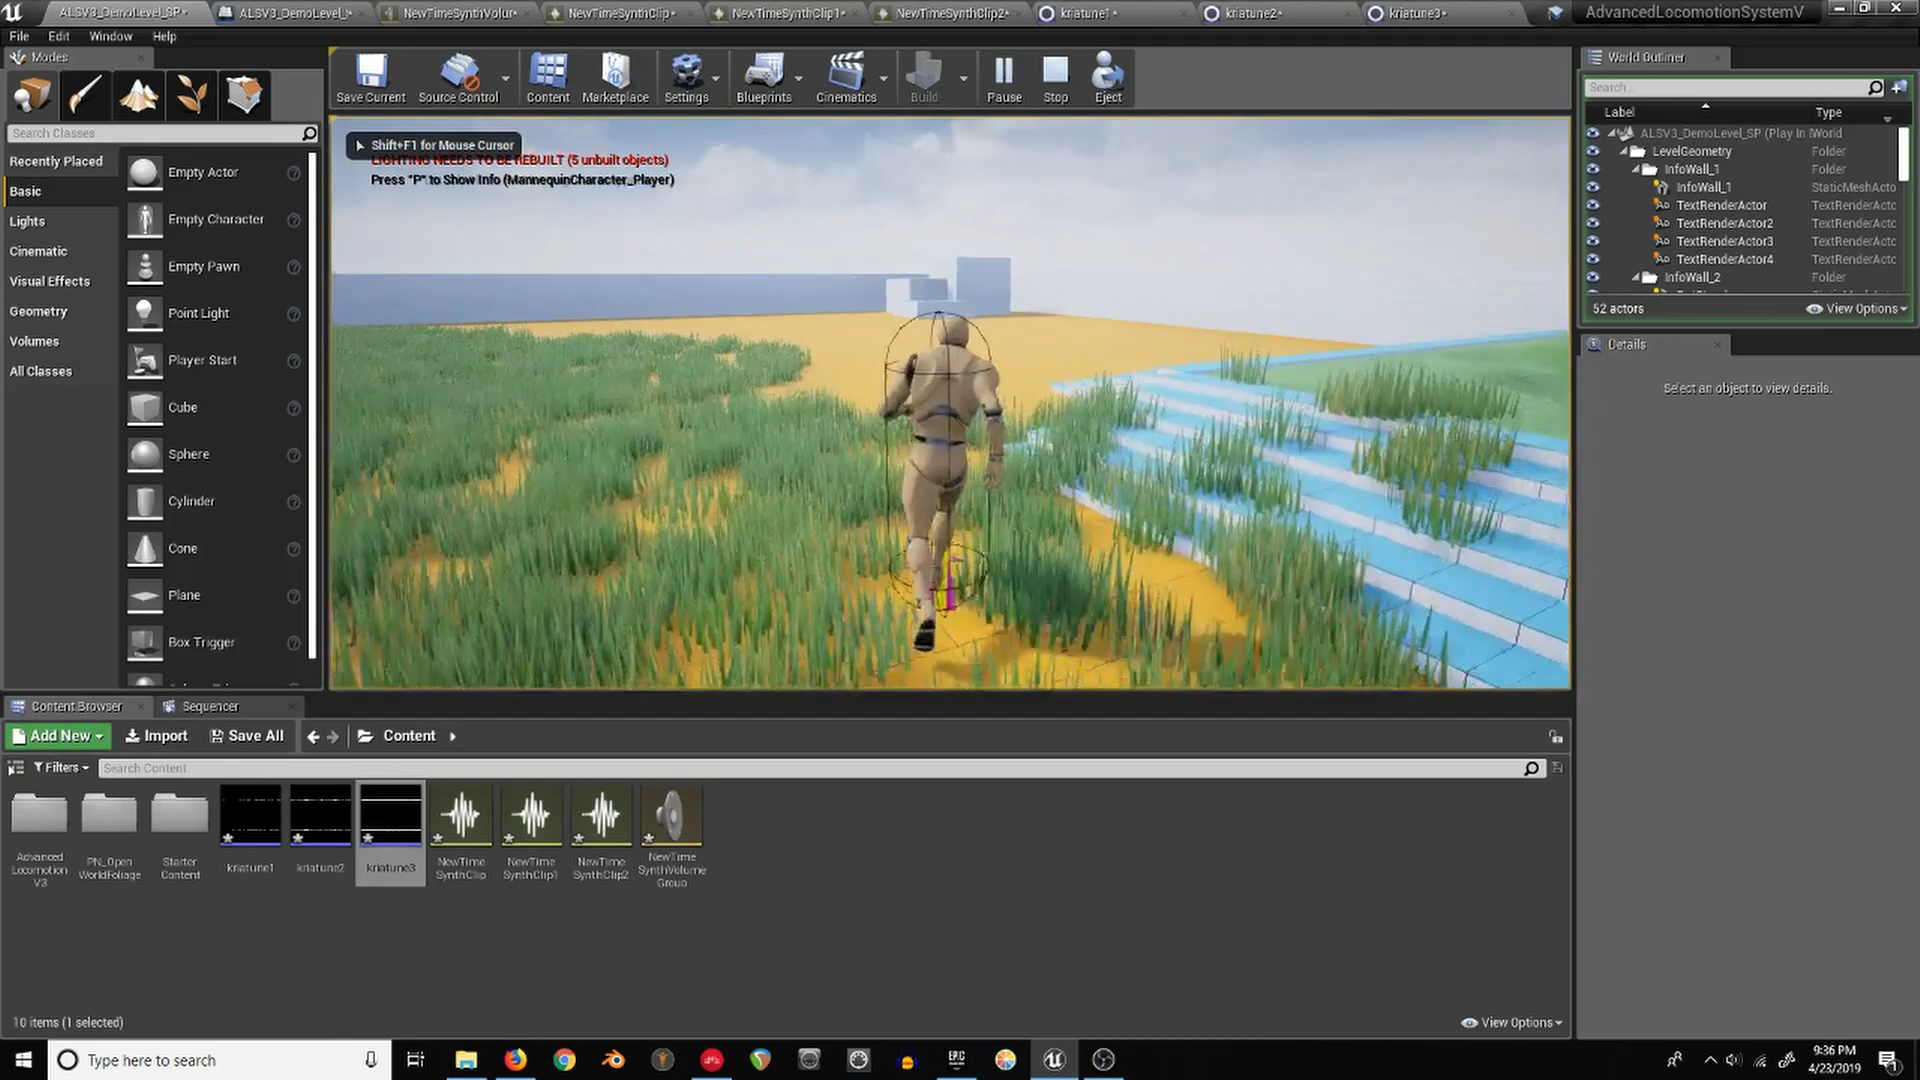 ALSV3_DemoLevel_SP*
ALSV3_DemoLevel_*
NewTimeSynthVolur*
NewTimeSynthClip*
NewTimeSynthClip1*
NewTimeSynthClip2*
kriatune1*
kriatune2*
kriatune3*
AdvancedLocomotionSystemV
File Edit Window Help
Modes
Save Current
Source Control
Content
Marketplace
Settings
Blueprints
Cinematics
Build
Pause
Stop
Eject
World Outliner
Search...
Label Type
Search Classes
Recently Placed
Basic
Lights
Cinematic
Visual Effects
Geometry
Volumes
All Classes
Empty Actor
Empty Character
Empty Pawn
Point Light
Player Start
Cube
Sphere
Cylinder
Cone
Plane
Box Trigger
Shift+F1 for Mouse Cursor
LIGHTING NEEDS TO BE REBUILT (5 unbuilt objects)
Press "P" to Show Info (MannequinCharacter_Player)
ALSV3_DemoLevel_SP (Play In World
LevelGeometry Folder
InfoWall_1 Folder
InfoWall_1 StaticMeshActo
TextRenderActor TextRenderActc
TextRenderActor2 TextRenderActc
TextRenderActor3 TextRenderActc
TextRenderActor4 TextRenderActc
InfoWall_2 Folder
52 actors
View Options
Details
Select an object to view details.
Content Browser
Sequencer
Add New
Import
Save All
Content
Filters
Search Content
Advanced
Locomotion
V3
PN_Open
WorldFoliage
Starter
Content
kriatune1
kriatune2
kriatune3
NewTime
SynthClip
NewTime
SynthClip1
NewTime
SynthClip2
NewTime
SynthVolume
Group
10 items (1 selected)
View Options
Type here to search
EPIC
9:36 PM
4/23/2019
1